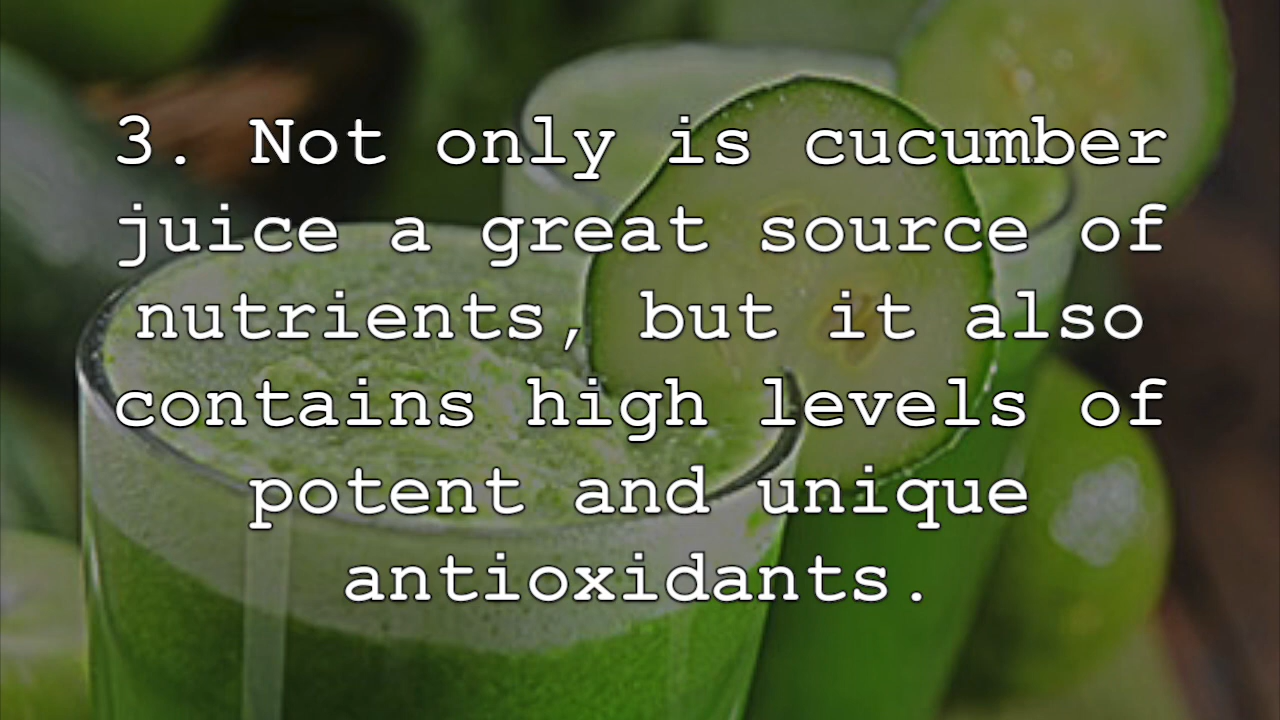 3. Not only is cucumber
juice a great source of
nutrients, but it also
contains high levels of
potent and unique
antioxidants.